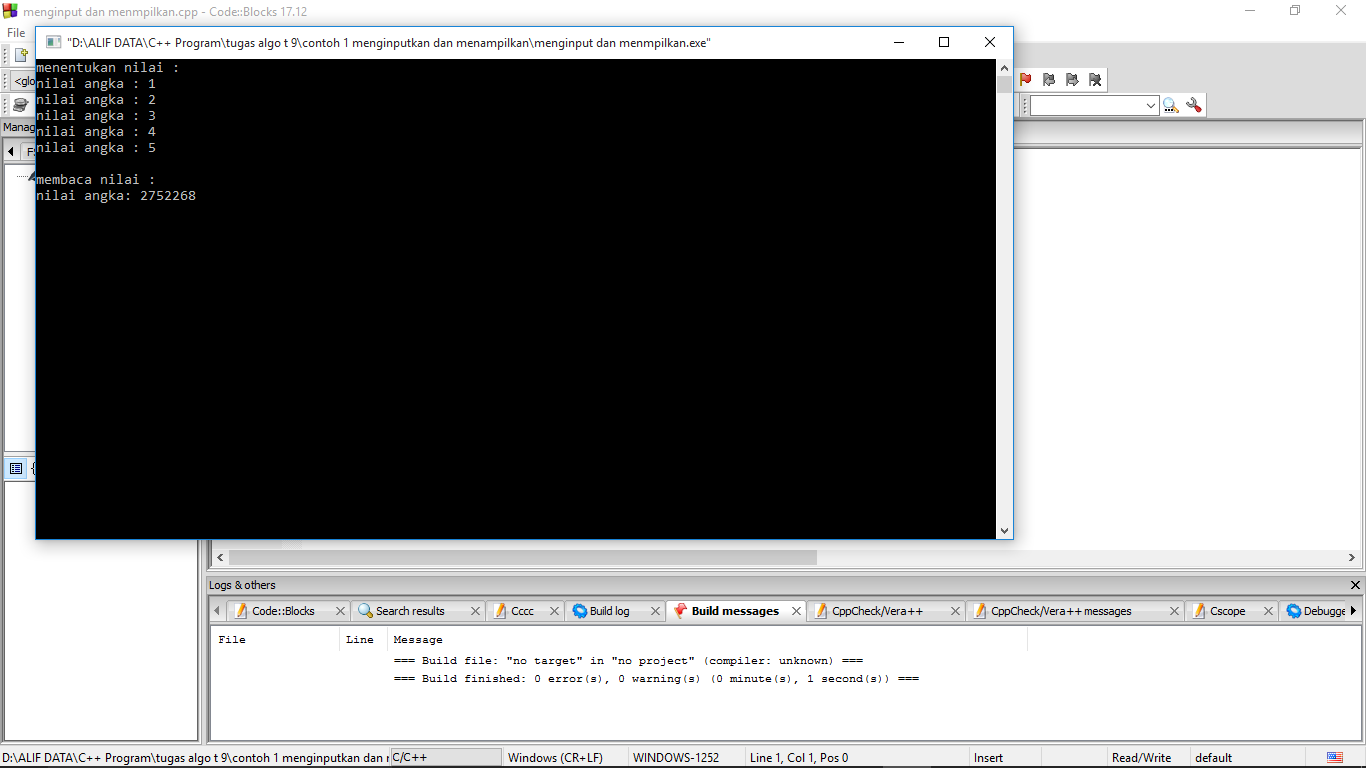 menginput dan menmpilkan.cpp - Code::Blocks 17.12
File
"D:\ALIF DATA\C++ Program\tugas algo t 9\contoh 1 menginputkan dan menampilkan\menginput dan menmpilkan.exe"
menentukan nilai :
nilai angka : 1
nilai angka : 2
nilai angka : 3
nilai angka : 4
nilai angka : 5
membaca nilai :
nilai angka: 2752268
<glo
Manag
Logs & others
Code::Blocks Search results Cccc Build log Build messages CppCheck/Vera++ CppCheck/Vera++ messages Cscope Debugge
File Line Message
=== Build file: "no target" in "no project" (compiler: unknown) ===
=== Build finished: 0 error(s), 0 warning(s) (0 minute(s), 1 second(s)) ===
D:\ALIF DATA\C++ Program\tugas algo t 9\contoh 1 menginputkan dan r C/C++ Windows (CR+LF) WINDOWS-1252 Line 1, Col 1, Pos 0 Insert Read/Write default